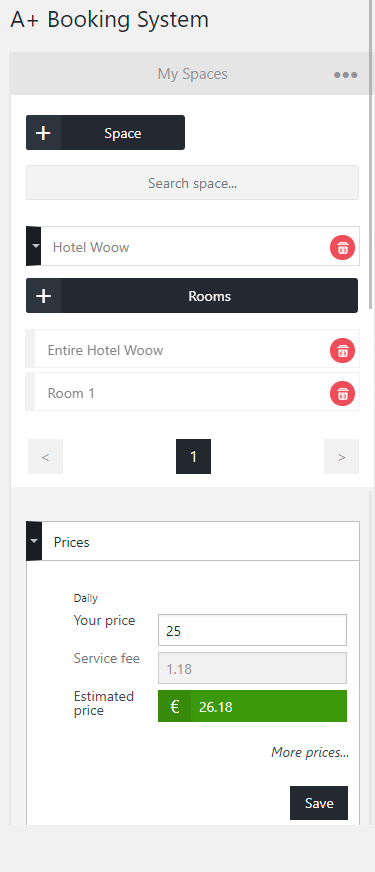 A+ Booking System
My Spaces
+ Space
Search space...
Hotel Woow
+ Rooms
Entire Hotel Woow
Room 1
< 1 >
Prices
Daily
Your price 25
Service fee 1.18
Estimated
price
€ 26.18
More prices...
Save